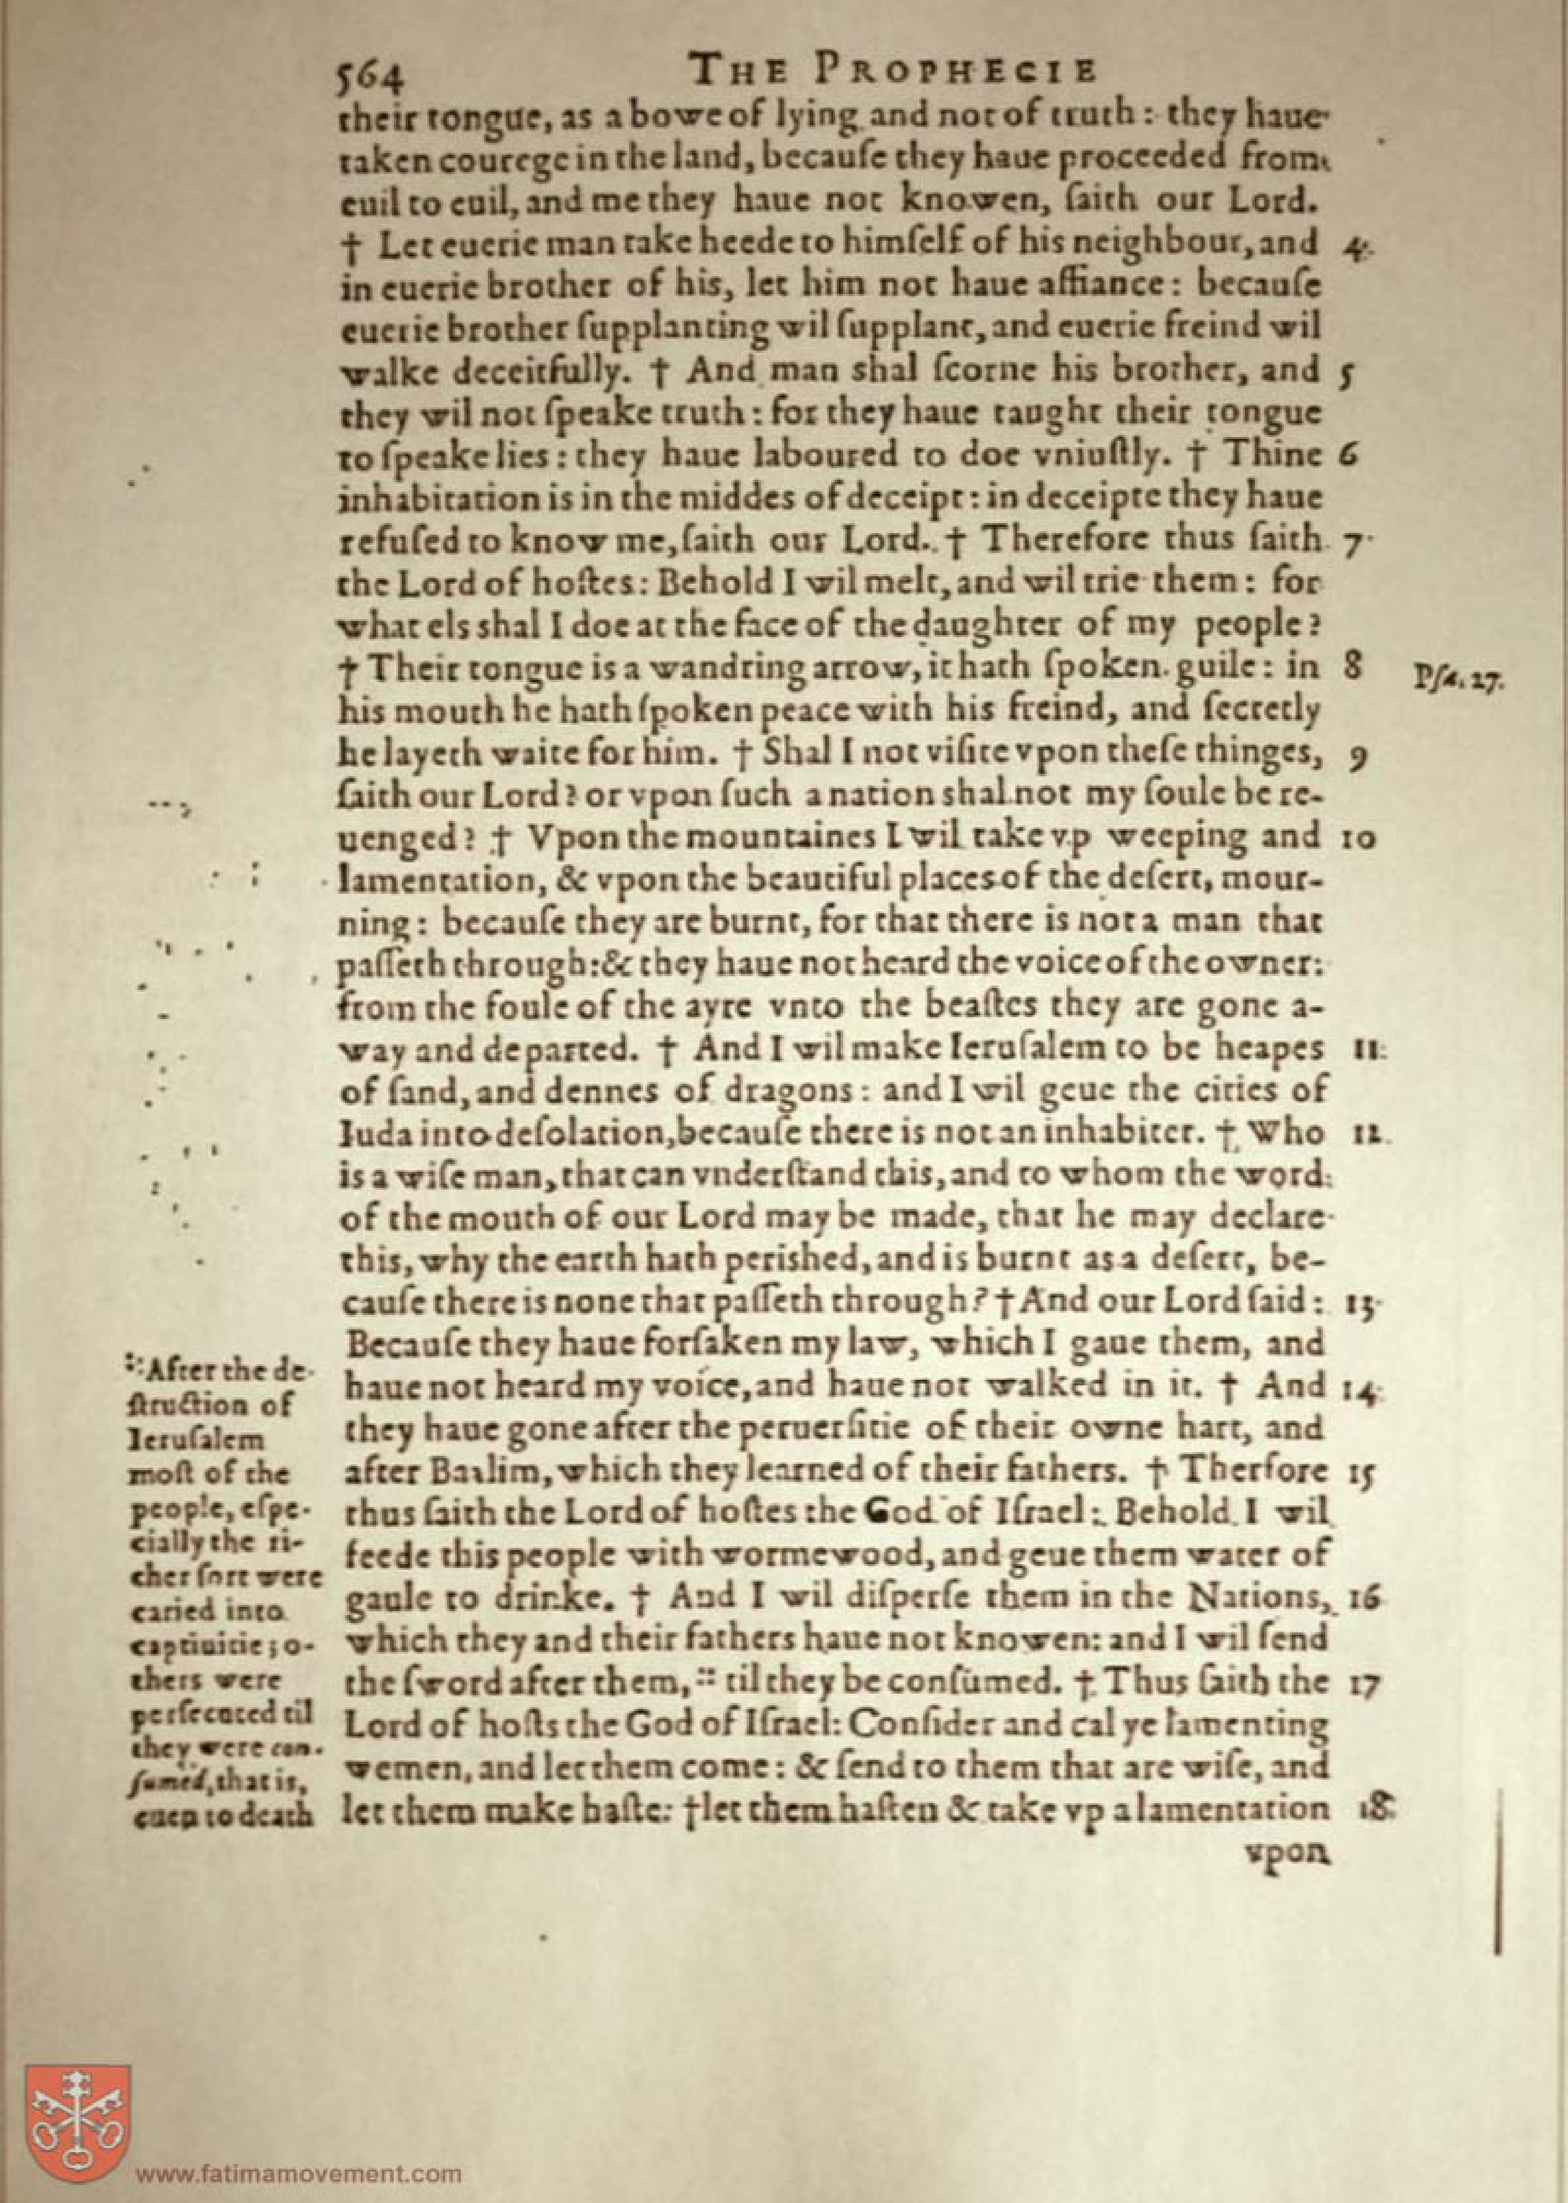 564 THE PROPHECIE
their tongue, as a bowe of lying and not of truth: they haue
taken courege in the land, becauſe they haue proceeded from
euil to euil, and me they haue not knowen, ſaith our Lord.
† Let euerie man take heede to himſelf of his neighbour, and 4
in euerie brother of his, let him not haue affiance: becauſe
euerie brother ſupplanting wil ſupplant, and euerie freind wil
walke deceitfully. † And man shal ſcorne his brother, and 5
they wil not ſpeake truth: for they haue taught their tongue
to ſpeake lies: they haue laboured to doe vniuſtly. † Thine 6
inhabitation is in the middes of deceipt: in deceipte they haue
refuſed to know me, ſaith our Lord. † Therefore thus ſaith 7
the Lord of hoſtes: Behold I wil melt, and wil trie them: for
what els shal I doe at the face of the daughter of my people?
† Their tongue is a wandring arrow, it hath ſpoken guile: in 8 Pſa. 27.
his mouth he hath ſpoken peace with his freind, and ſecretly
he layeth waite for him. † Shal I not viſite vpon theſe thinges, 9
ſaith our Lord? or vpon ſuch a nation shal not my ſoule be re-
uenged? † Vpon the mountaines I wil take vp weeping and 10
lamentation, & vpon the beautiful places of the deſert, mour-
ning: becauſe they are burnt, for that there is not a man that
paſſeth through: & they haue not heard the voice of the owner:
from the foule of the ayre vnto the beaſtes they are gone a-
way and departed. † And I wil make Ieruſalem to be heapes 11
of ſand, and dennes of dragons: and I wil geue the cities of
Iuda into deſolation, becauſe there is not an inhabiter. † Who 12
is a wiſe man, that can vnderſtand this, and to whom the word
of the mouth of our Lord may be made, that he may declare
this, why the earth hath perished, and is burnt as a deſert, be-
cauſe there is none that paſſeth through? † And our Lord ſaid: 13
Becauſe they haue forſaken my law, which I gaue them, and
haue not heard my voice, and haue not walked in it. † And 14
they haue gone after the peruerſitie of their owne hart, and
after Baalim, which they learned of their fathers. † Therfore 15
thus ſaith the Lord of hoſtes the God of Iſrael: Behold I wil
feede this people with wormewood, and geue them water of
gaule to drinke. † And I wil diſperſe them in the Nations, 16
which they and their fathers haue not knowen: and I wil ſend
the ſword after them, :: til they be conſumed. † Thus ſaith the 17
Lord of hoſts the God of Iſrael: Conſider and cal ye lamenting
wemen, and let them come: & ſend to them that are wiſe, and
let them make haſte: † let them haſten & take vp a lamentation 18
vpon
:: After the de-
ſtruction of
Ieruſalem
moſt of the
people, eſpe-
cially the ri-
cher ſort were
caried into
captiuitie; o-
thers were
perſecuted til
they were con-
ſumed, that is,
euen to death
www.fatimamovement.com